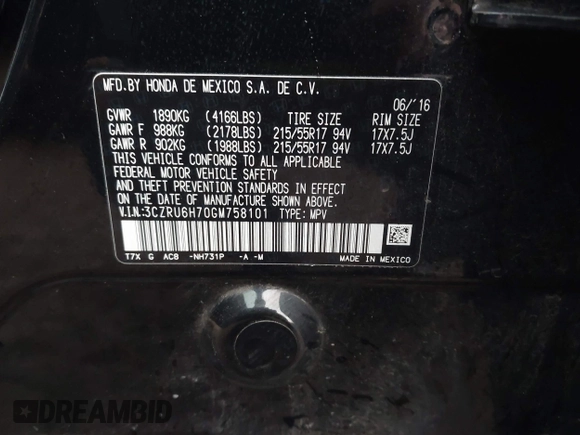 MFD.BY HONDA DE MEXICO S.A. DE C.V.
06/'16
GVWR 1890KG (4166LBS) TIRE SIZE RIM SIZE
GAWR F 988KG (2178LBS) 215/55R17 94V 17X7.5J
GAWR R 902KG (1988LBS) 215/55R17 94V 17X7.5J
THIS VEHICLE CONFORMS TO ALL APPLICABLE
FEDERAL MOTOR VEHICLE SAFETY
AND THEFT PREVENTION STANDARDS IN EFFECT
ON THE DATE OF MANUFACTURE SHOWN ABOVE.
V.I.N:3CZRU6H70GM758101 TYPE: MPV
T7X G AC8 -NH731P -A -M
MADE IN MEXICO
DREAMBID